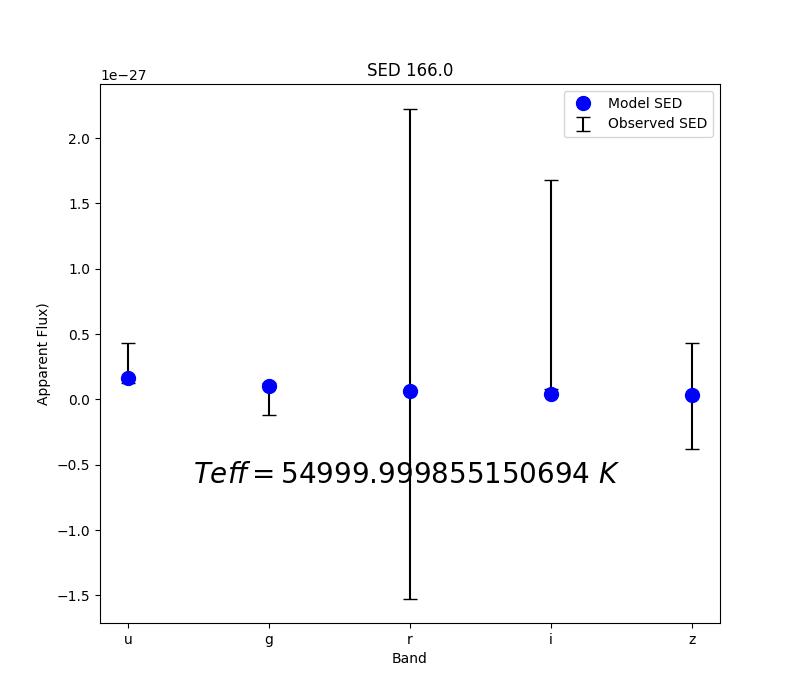 SED 166.0
1e−27
Model SED
Observed SED
2.0
1.5
1.0
0.5
0.0
−0.5
−1.0
−1.5
Apparent Flux)
Teff = 54999.999855150694 K
u g r i z
Band